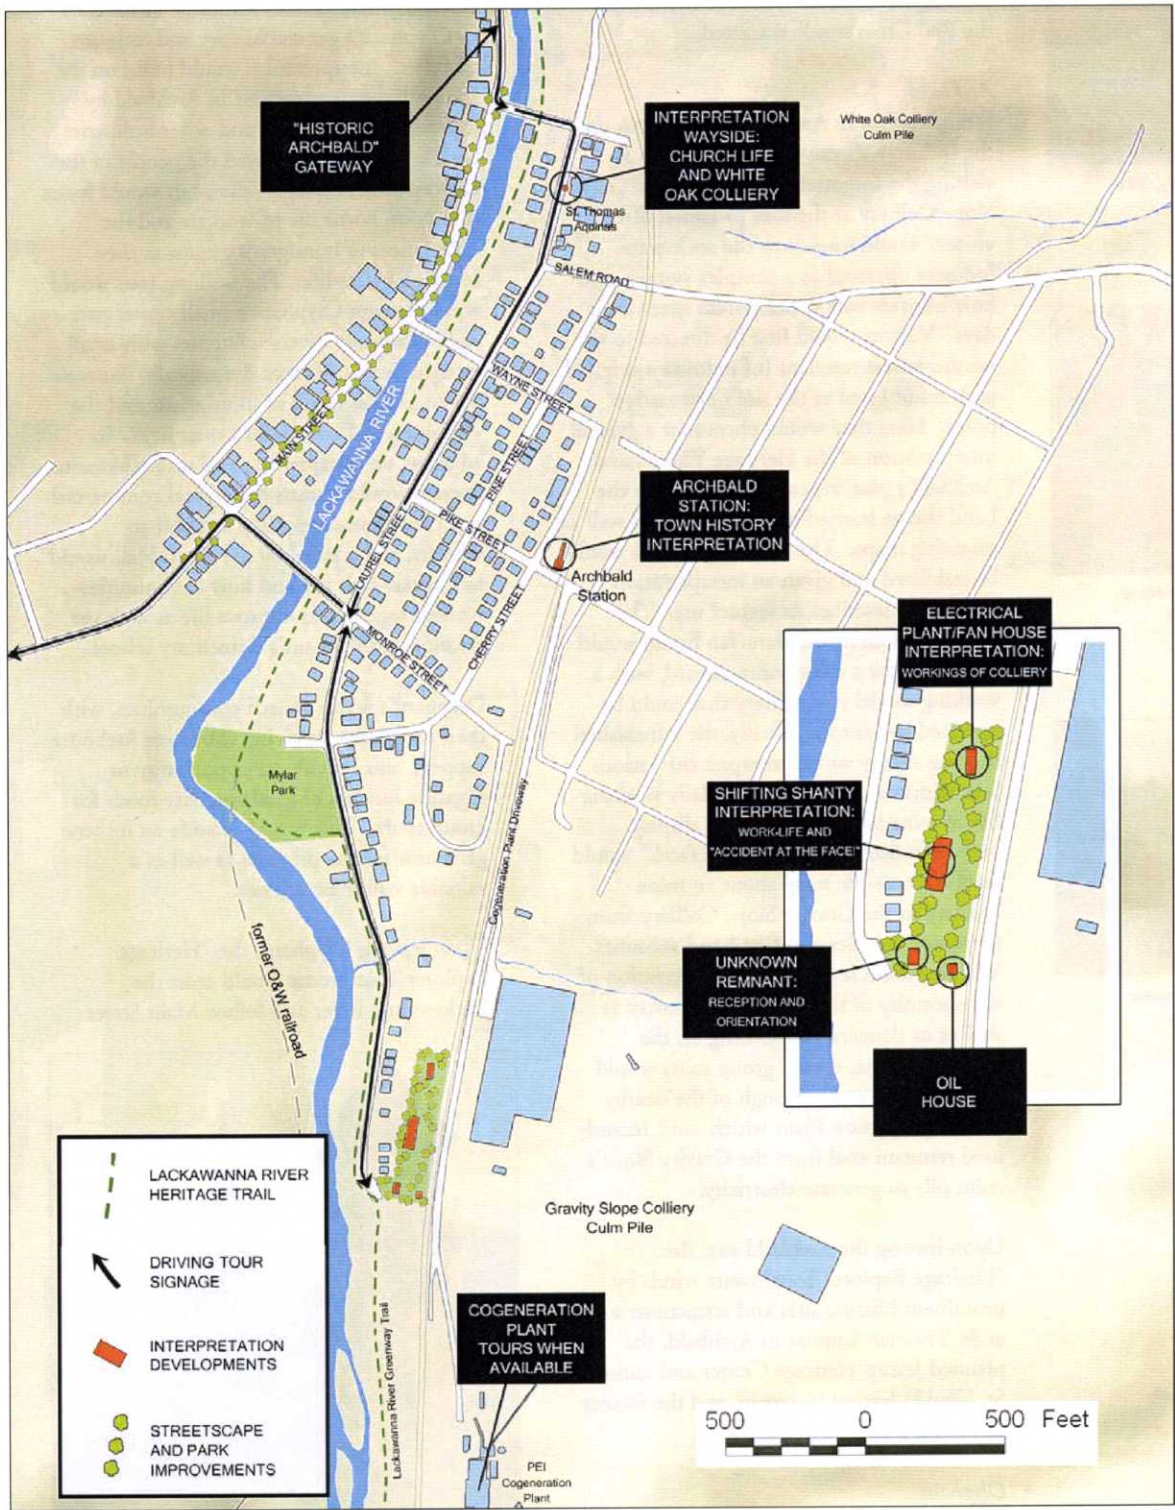 "HISTORIC
ARCHBALD"
GATEWAY
INTERPRETATION
WAYSIDE:
CHURCH LIFE
AND WHITE
OAK COLLIERY
White Oak Colliery
Culm Pile
St. Thomas
Aquinas
SALEM ROAD
WAYNE STREET
MAIN STREET
LACKAWANNA RIVER
PINE STREET
PIKE STREET
LAUREL STREET
ARCHBALD
STATION:
TOWN HISTORY
INTERPRETATION
Archbald
Station
CHERRY STREET
MONROE STREET
ELECTRICAL
PLANT/FAN HOUSE
INTERPRETATION:
WORKINGS OF COLLIERY
Mylar
Park
Cogeneration Plant Driveway
SHIFTING SHANTY
INTERPRETATION:
WORK-LIFE AND
"ACCIDENT AT THE FACE!"
former O&W railroad
UNKNOWN
REMNANT:
RECEPTION AND
ORIENTATION
OIL
HOUSE
LACKAWANNA RIVER
HERITAGE TRAIL
DRIVING TOUR
SIGNAGE
INTERPRETATION
DEVELOPMENTS
STREETSCAPE
AND PARK
IMPROVEMENTS
Gravity Slope Colliery
Culm Pile
Lackawanna River Greenway Trail
COGENERATION
PLANT
TOURS WHEN
AVAILABLE
PEI
Cogeneration
Plant
500 0 500 Feet